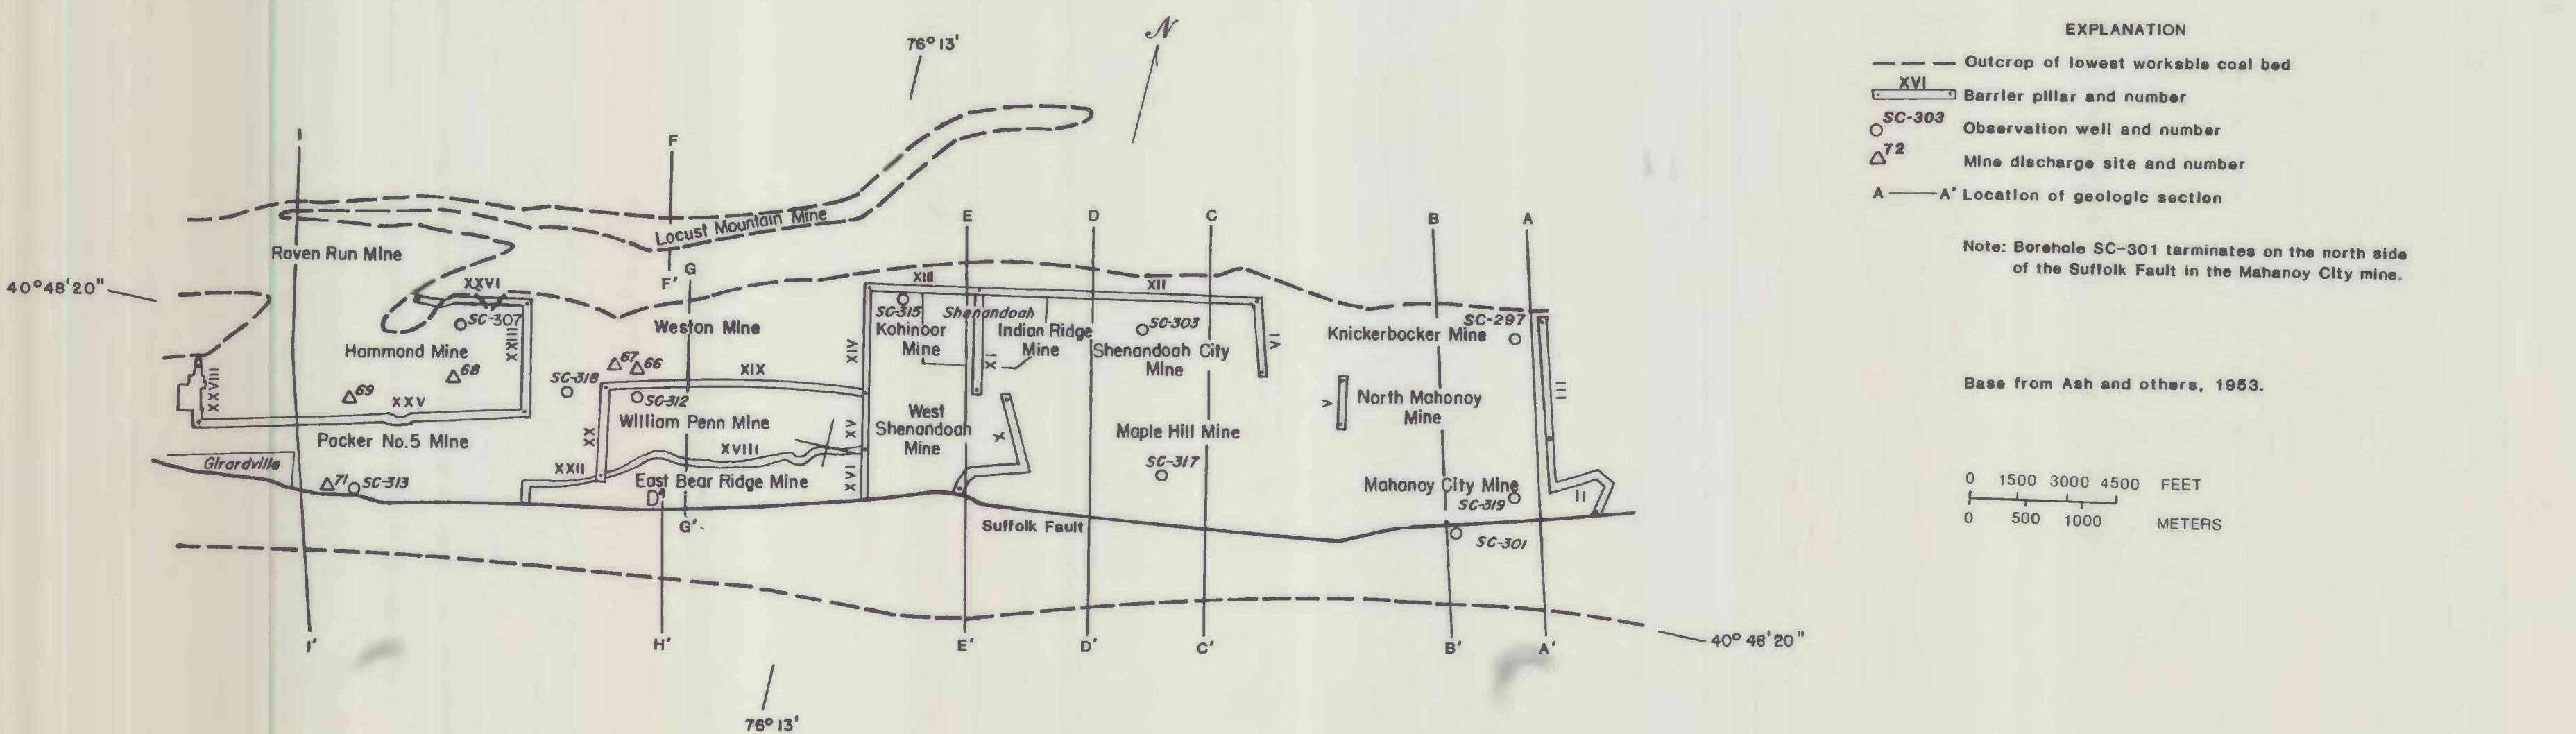 76° 13'
N
EXPLANATION
Outcrop of lowest worksble coal bed
XVI
Barrier pillar and number
SC-303
Observation well and number
72
Mine discharge site and number
A A' Location of geologic section
Note: Borehole SC-301 tarminates on the north side
of the Suffolk Fault in the Mahanoy City mine.
Base from Ash and others, 1953.
0 1500 3000 4500 FEET
0 500 1000 METERS
I
F
E
D
C
B
A
Locust Mountain Mine
Raven Run Mine
F'
G
40°48'20"
XXVI
XIII
XII
SC-307
SC-315
Shenandoah
SC-303
SC-297
Weston Mine
Kohinoor
Mine
Indian Ridge
Mine
Shenandoah City
Mine
Knickerbocker Mine
Hammond Mine
XXIII
XIV
XI
VI
III
67
66
68
69
XXVIII
XXV
SC-318
XIX
SC-312
William Penn Mine
West
Shenandoah
Mine
V
North Mahonoy
Mine
Packer No.5 Mine
XX
XV
X
Maple Hill Mine
XVIII
Girardville
XXII
East Bear Ridge Mine
XVI
SC-317
Mahanoy City Mine
71
SC-313
D'
G'
SC-319
II
Suffolk Fault
SC-301
I'
H'
E'
D'
C'
B'
A'
40° 48'20"
76° 13'